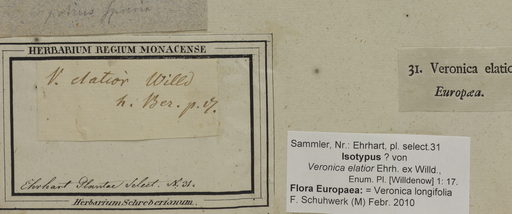 HERBARIUM REGIUM MONACENSE
V. elatior Willd
h. Ber. p. 17.
Ehrhart Plantae Select. N. 31.
Herbarium Schreberianum.
31. Veronica elatio
Europæa.
Sammler, Nr.: Ehrhart, pl. select.31
Isotypus ? von
Veronica elatior Ehrh. ex Willd.,
Enum. Pl. [Willdenow] 1: 17.
Flora Europaea: = Veronica longifolia
F. Schuhwerk (M) Febr. 2010